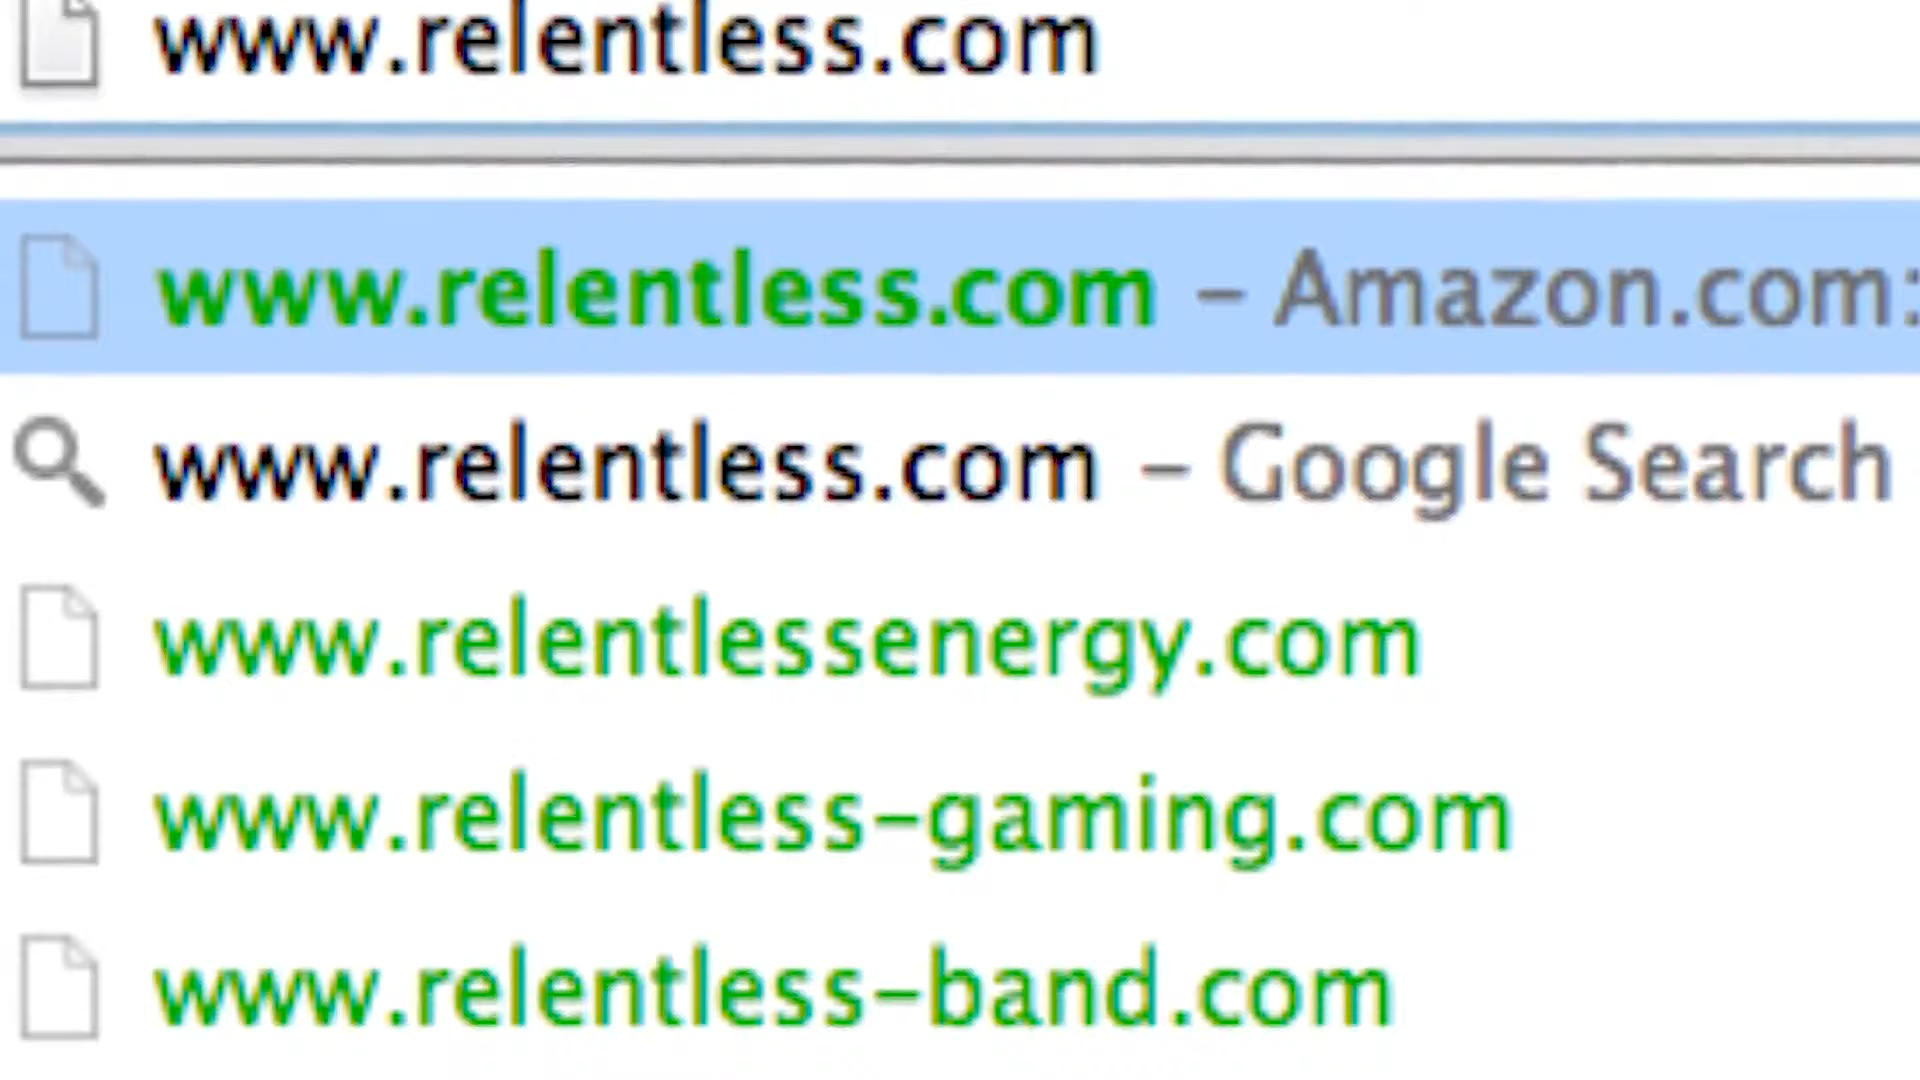 www.relentless.com
www.relentless.com – Amazon.com:
www.relentless.com – Google Search
www.relentlessenergy.com
www.relentless-gaming.com
www.relentless-band.com